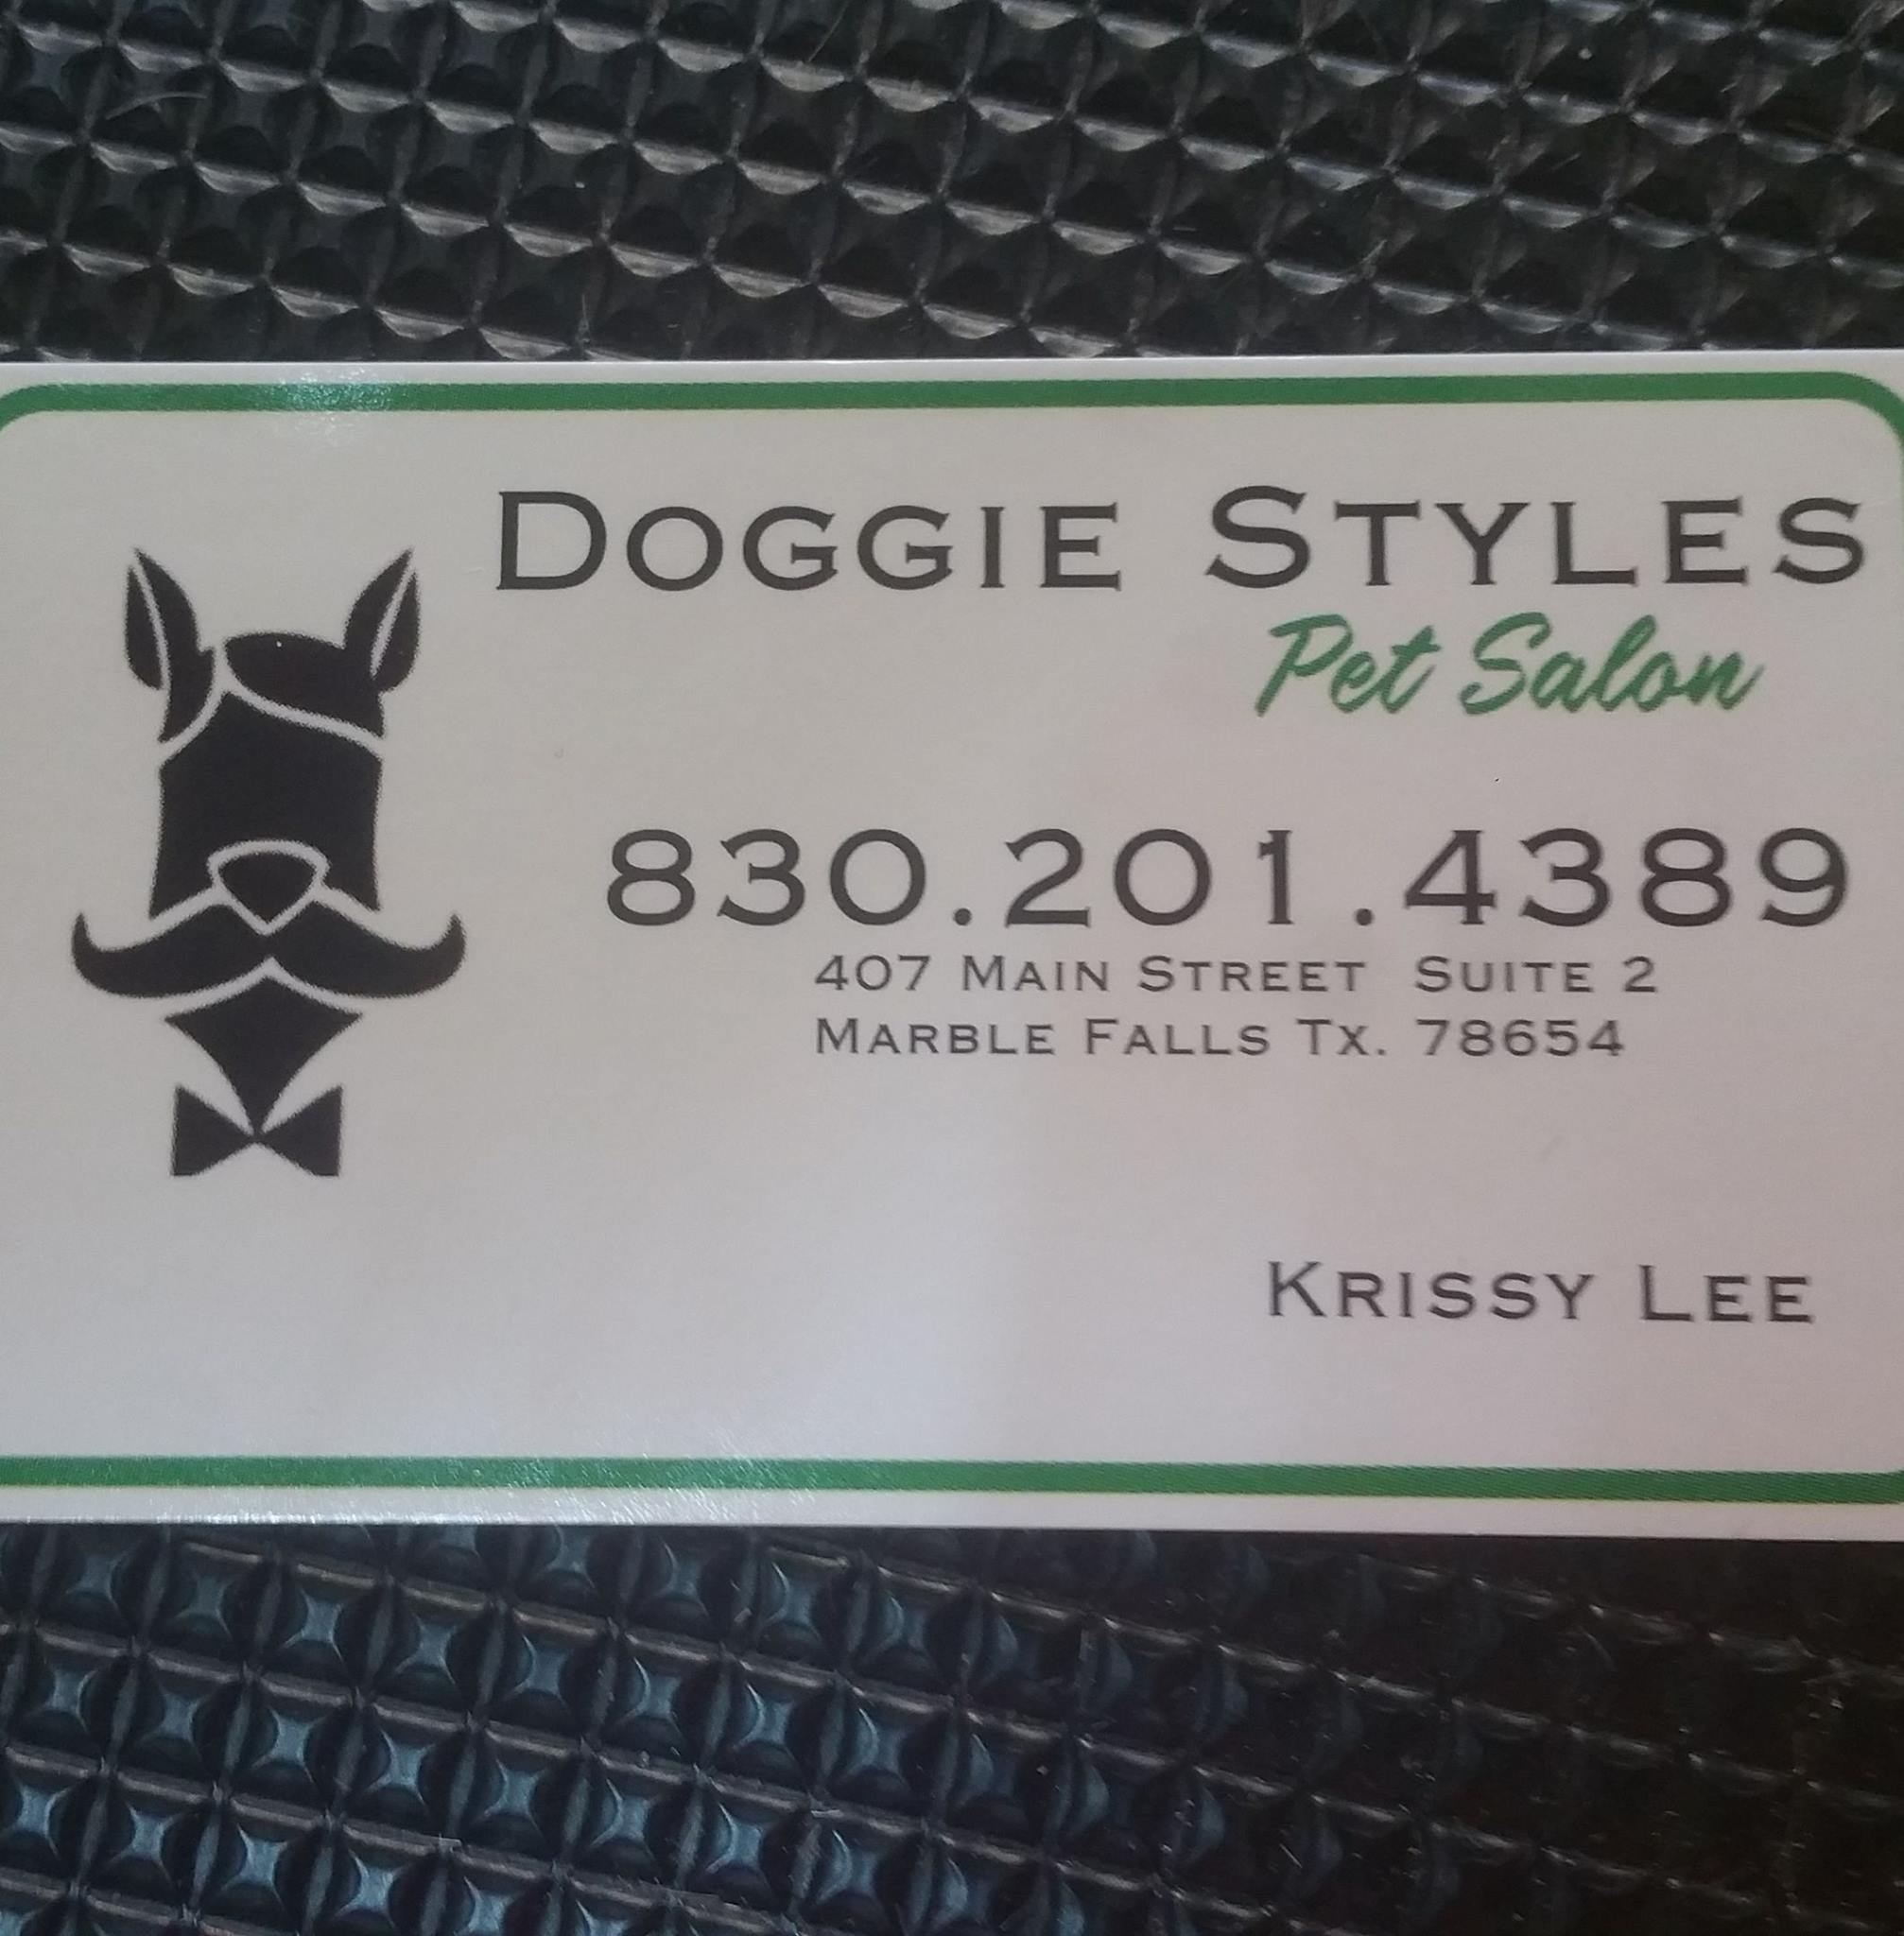 DOGGIE STYLES
Pet Salon
830.201.4389
407 MAIN STREET SUITE 2
MARBLE FALLS TX. 78654
KRISSY LEE